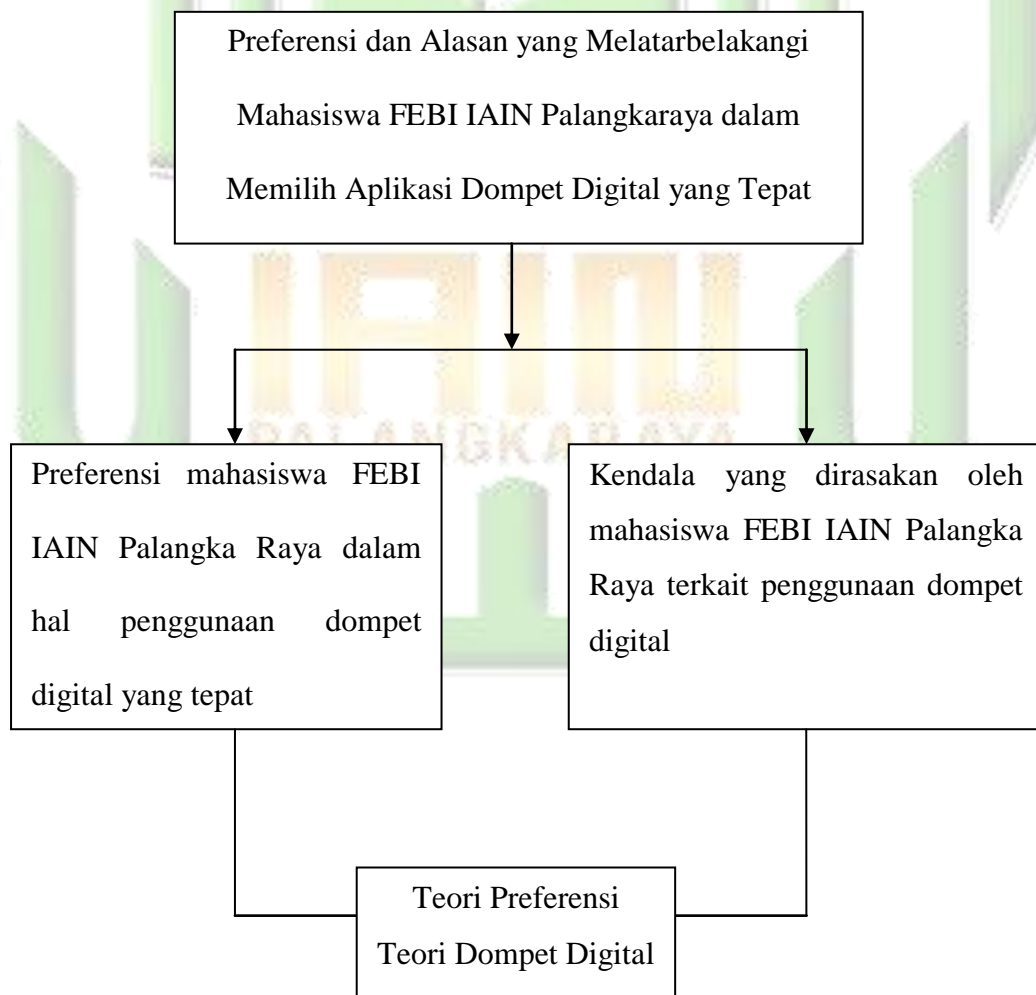 Preferensi dan Alasan yang Melatarbelakangi
Mahasiswa FEBI IAIN Palangkaraya dalam
Memilih Aplikasi Dompet Digital yang Tepat
IAIN
PALANGKARAYA
Preferensi mahasiswa FEBI
IAIN Palangka Raya dalam
hal penggunaan dompet
digital yang tepat
Kendala yang dirasakan oleh
mahasiswa FEBI IAIN Palangka
Raya terkait penggunaan dompet
digital
Teori Preferensi
Teori Dompet Digital